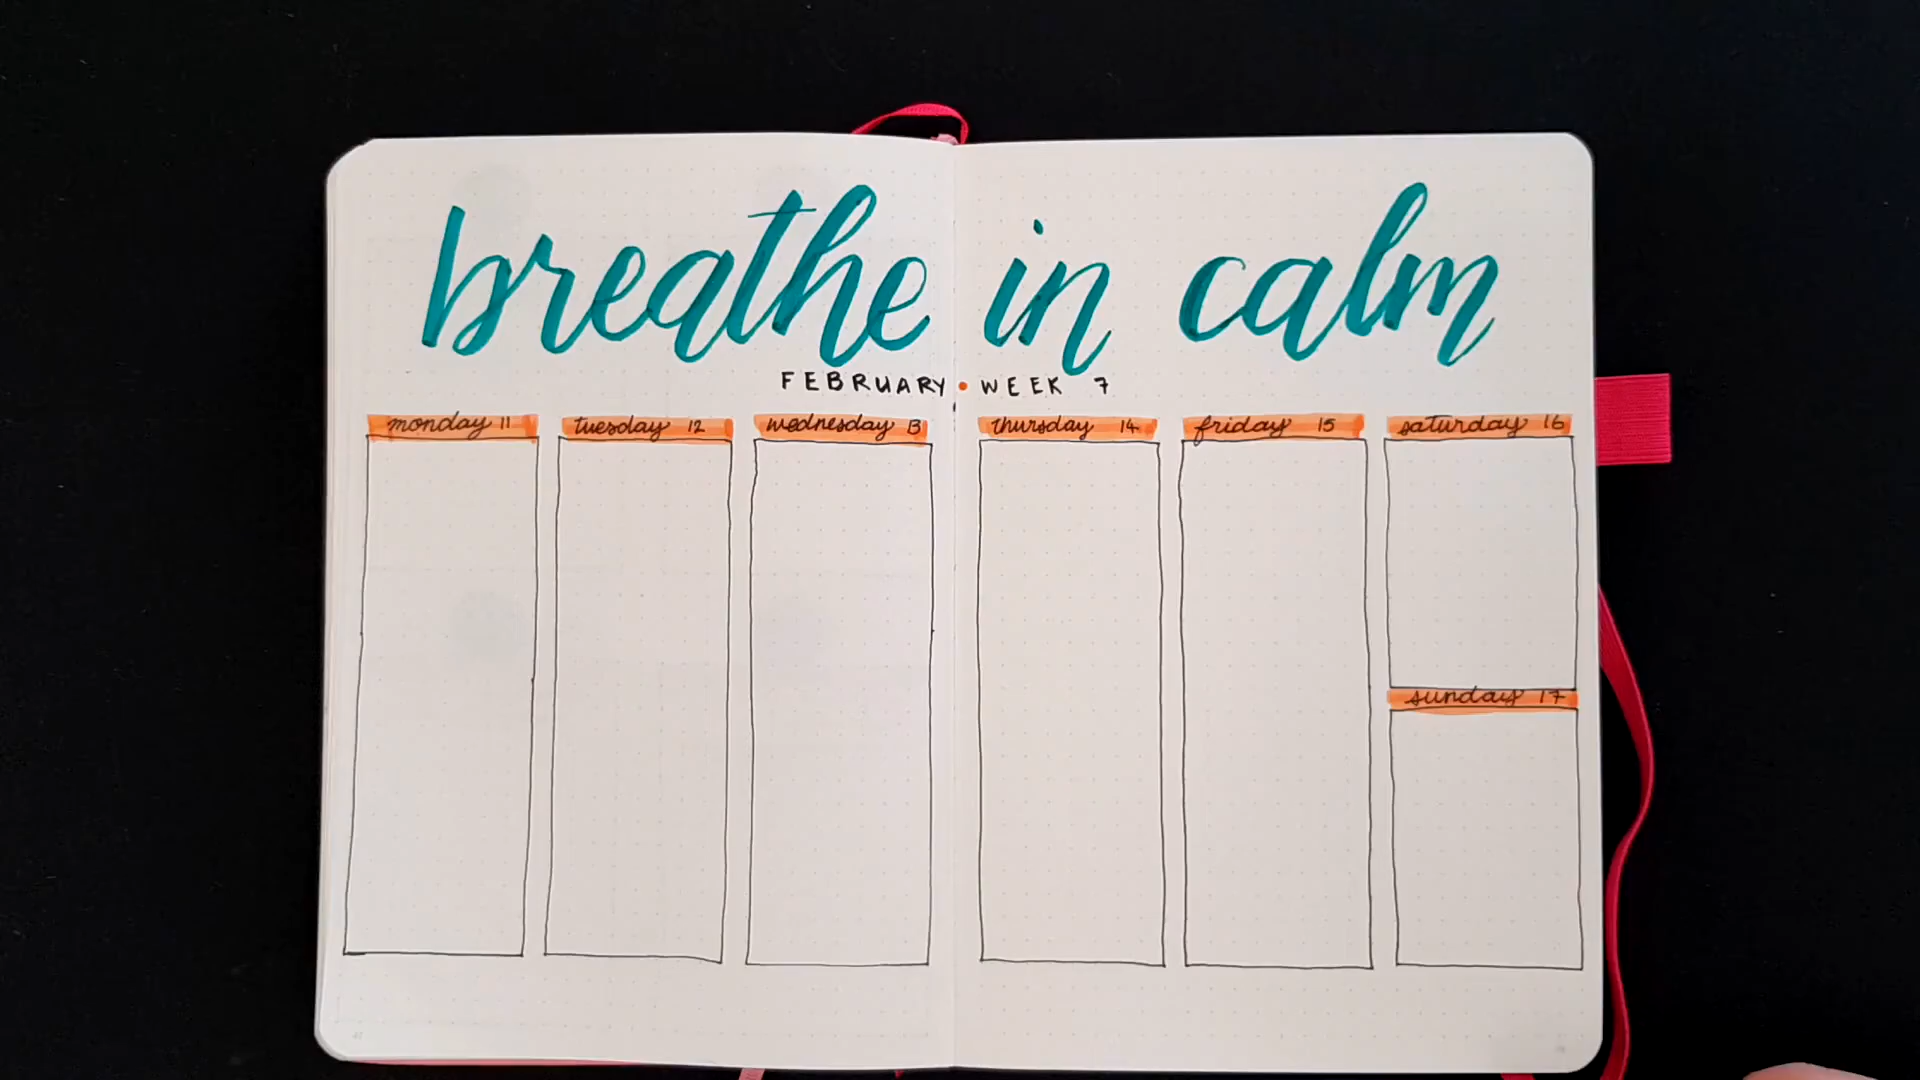 breathe in calm
FEBRUARY • WEEK 7
monday 11
tuesday 12
wednesday 13
thursday 14
friday 15
saturday 16
sunday 17